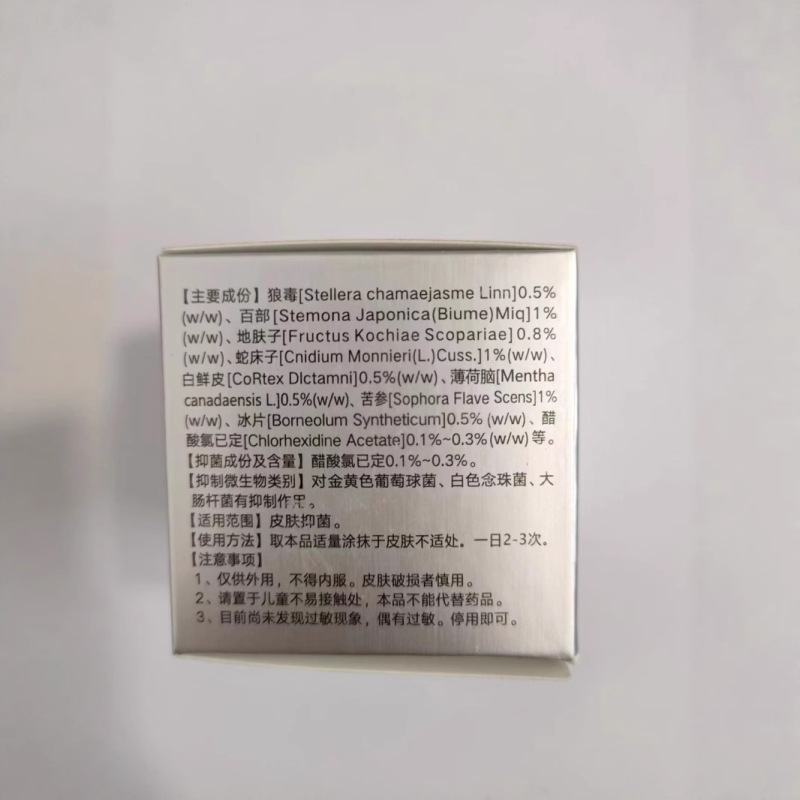 【主要成份】狼毒[Stellera chamaejasme Linn]0.5%
(w/w)、百部[Stemona Japonica(Biume)Miq]1%
(w/w)、地肤子[Fructus Kochiae Scopariae]0.8%
(w/w)、蛇床子[Cnidium Monnieri(L.)Cuss.]1%(w/w)、
白鲜皮[CoRtex DIctamni]0.5%(w/w)、薄荷脑[Mentha
canadaensis L.]0.5%(w/w)、苦参[Sophora Flave Scens]1%
(w/w)、冰片[Borneolum Syntheticum]0.5% (w/w)、醋
酸氯已定[Chlorhexidine Acetate]0.1%~0.3%(w/w)等。
【抑菌成份及含量】醋酸氯已定0.1%~0.3%。
【抑制微生物类别】对金黄色葡萄球菌、白色念珠菌、大
肠杆菌有抑制作用。
【适用范围】皮肤抑菌。
【使用方法】取本品适量涂抹于皮肤不适处。一日2-3次。
【注意事项】
1、仅供外用，不得内服。皮肤破损者慎用。
2、请置于儿童不易接触处，本品不能代替药品。
3、目前尚未发现过敏现象，偶有过敏。停用即可。